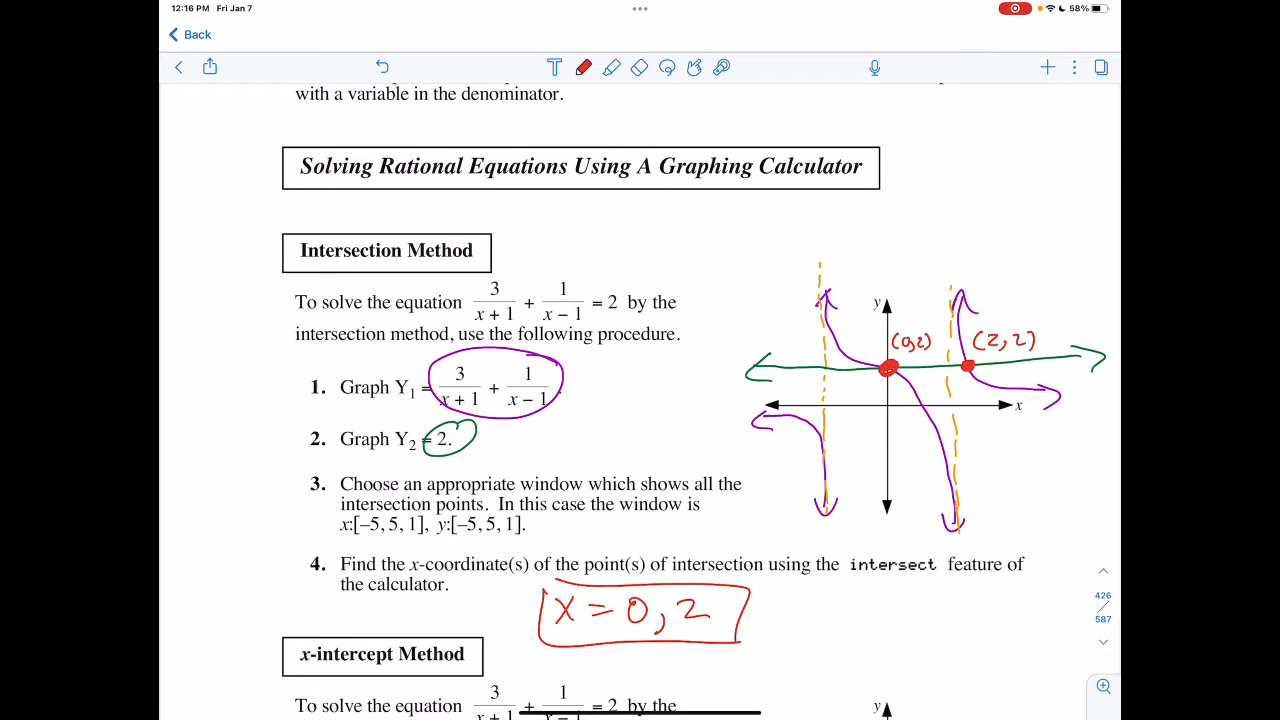 12:16 PM Fri Jan 7
58%
Back
with a variable in the denominator.
Solving Rational Equations Using A Graphing Calculator
Intersection Method
To solve the equation 3/(x + 1) + 1/(x − 1) = 2 by the
intersection method, use the following procedure.
1. Graph Y₁ = 3/(x + 1) + 1/(x − 1)
2. Graph Y₂ = 2.
3. Choose an appropriate window which shows all the
intersection points. In this case the window is
x:[–5, 5, 1], y:[–5, 5, 1].
y
(0,2)
(2,2)
x
4. Find the x-coordinate(s) of the point(s) of intersection using the intersect feature of
the calculator.
x = 0, 2
426
587
x-intercept Method
To solve the equation 3/(x + 1) + 1/(x − 1) = 2 by the
y